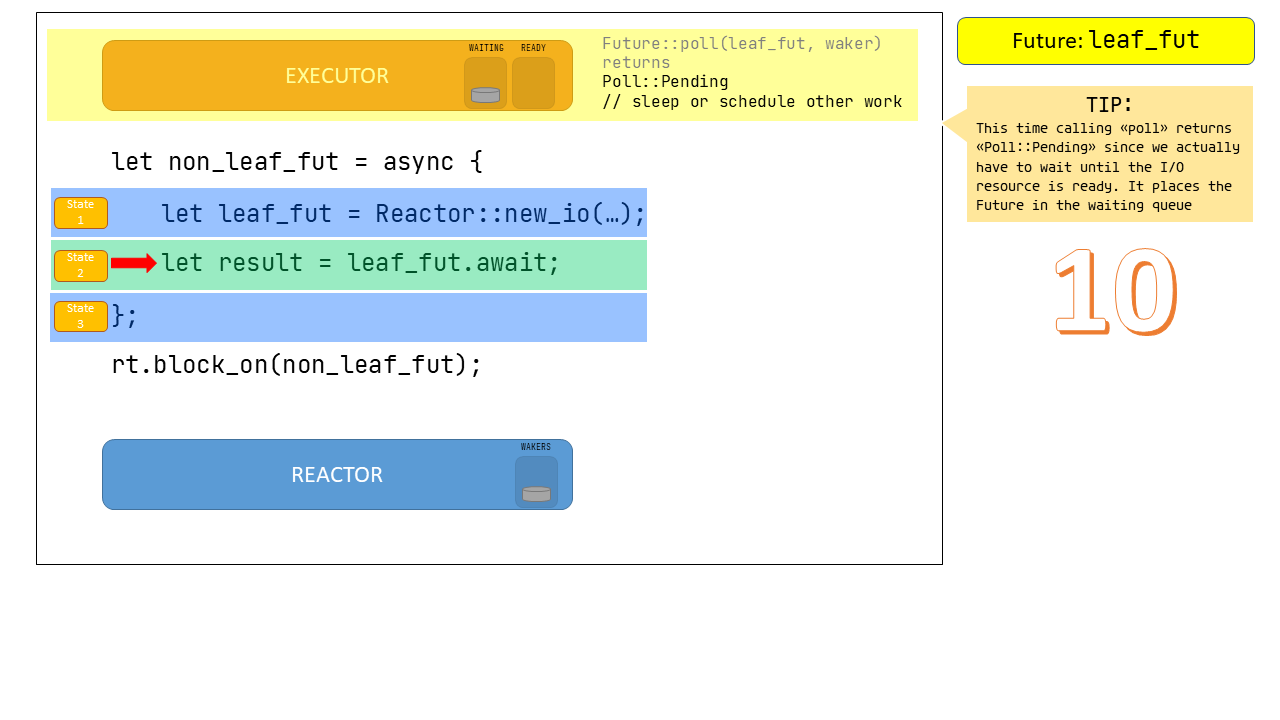 EXECUTOR
WAITING
READY
Future::poll(leaf_fut, waker)
returns
Poll::Pending
// sleep or schedule other work
let non_leaf_fut = async {
State
1
let leaf_fut = Reactor::new_io(…);
State
2
let result = leaf_fut.await;
State
3
};
rt.block_on(non_leaf_fut);
REACTOR
WAKERS
Future: leaf_fut
TIP:
This time calling «poll» returns
«Poll::Pending» since we actually
have to wait until the I/O
resource is ready. It places the
Future in the waiting queue
10